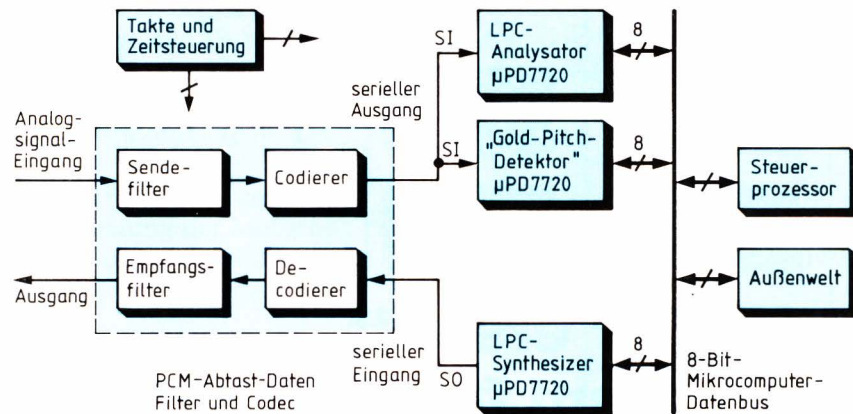 Takte und
Zeitsteuerung
Analog-
signal-
Eingang
Sende-
filter
Codierer
Empfangs-
filter
De-
codierer
Ausgang
PCM-Abtast-Daten
Filter und Codec
serieller
Ausgang
serieller
Eingang
SI
SI
SO
LPC-
Analysator
µPD7720
8
„Gold-Pitch-
Detektor"
µPD7720
8
LPC-
Synthesizer
µPD7720
8
Steuer-
prozessor
Außenwelt
8-Bit-
Mikrocomputer-
Datenbus